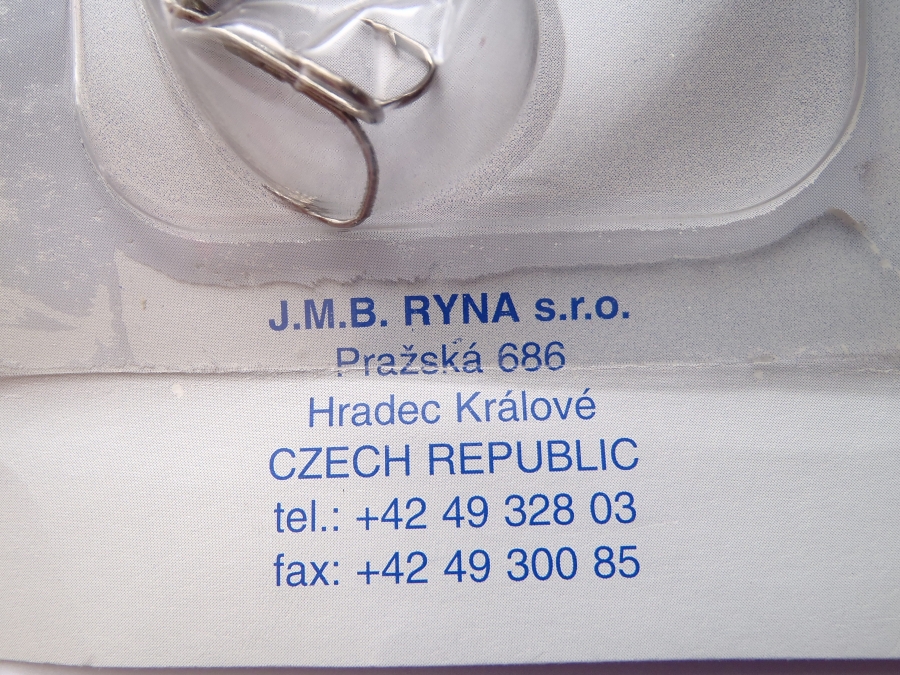 J.M.B. RYNA s.r.o.
Pražská 686
Hradec Králové
CZECH REPUBLIC
tel.: +42 49 328 03
fax: +42 49 300 85